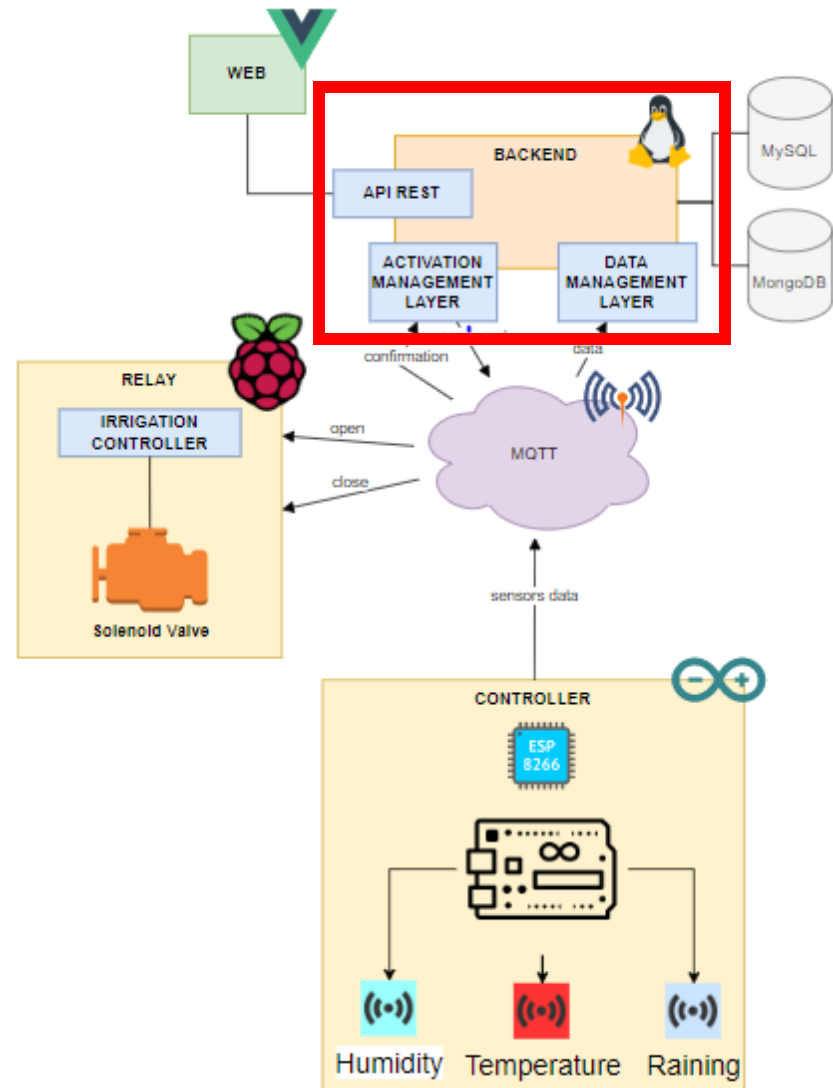 WEB
BACKEND
API REST
ACTIVATION
MANAGEMENT
LAYER
DATA
MANAGEMENT
LAYER
MySQL
MongoDB
confirmation
data
RELAY
IRRIGATION
CONTROLLER
open
close
MQTT
Solenoid Valve
sensors data
CONTROLLER
ESP
8266
Humidity
Temperature
Raining